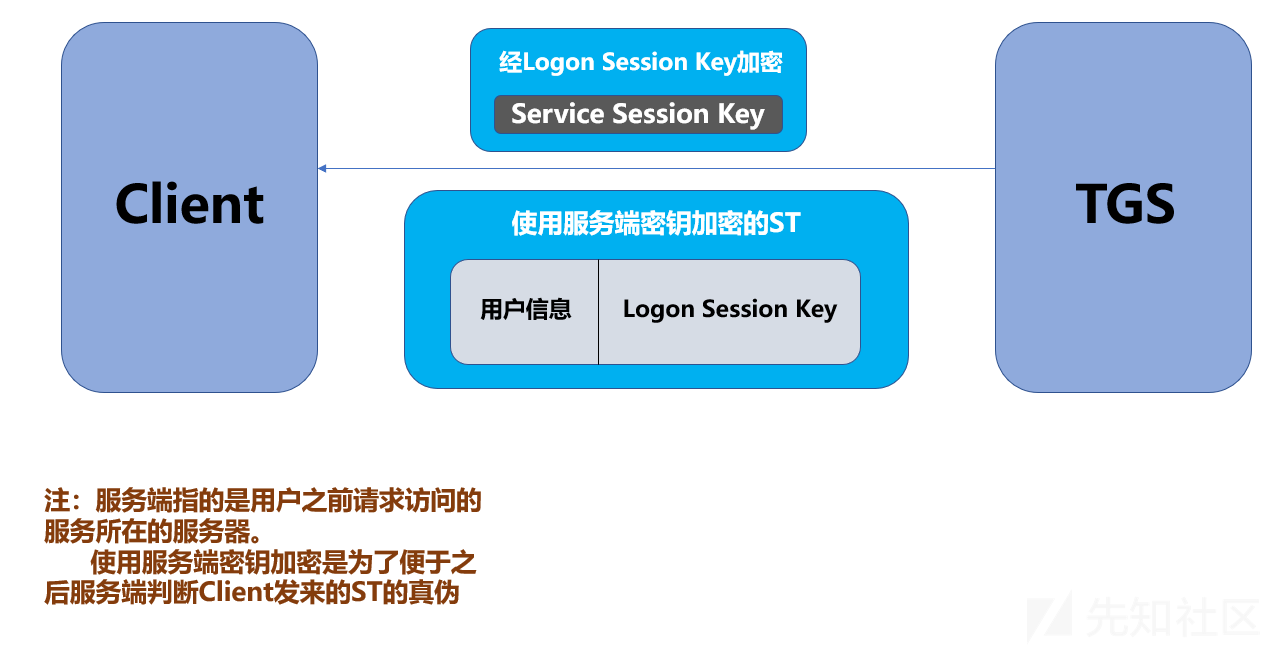 经Logon Session Key加密
Service Session Key
Client
TGS
使用服务端密钥加密的ST
用户信息
Logon Session Key
注：服务端指的是用户之前请求访问的
服务所在的服务器。
使用服务端密钥加密是为了便于之
后服务端判断Client发来的ST的真伪
先知社区